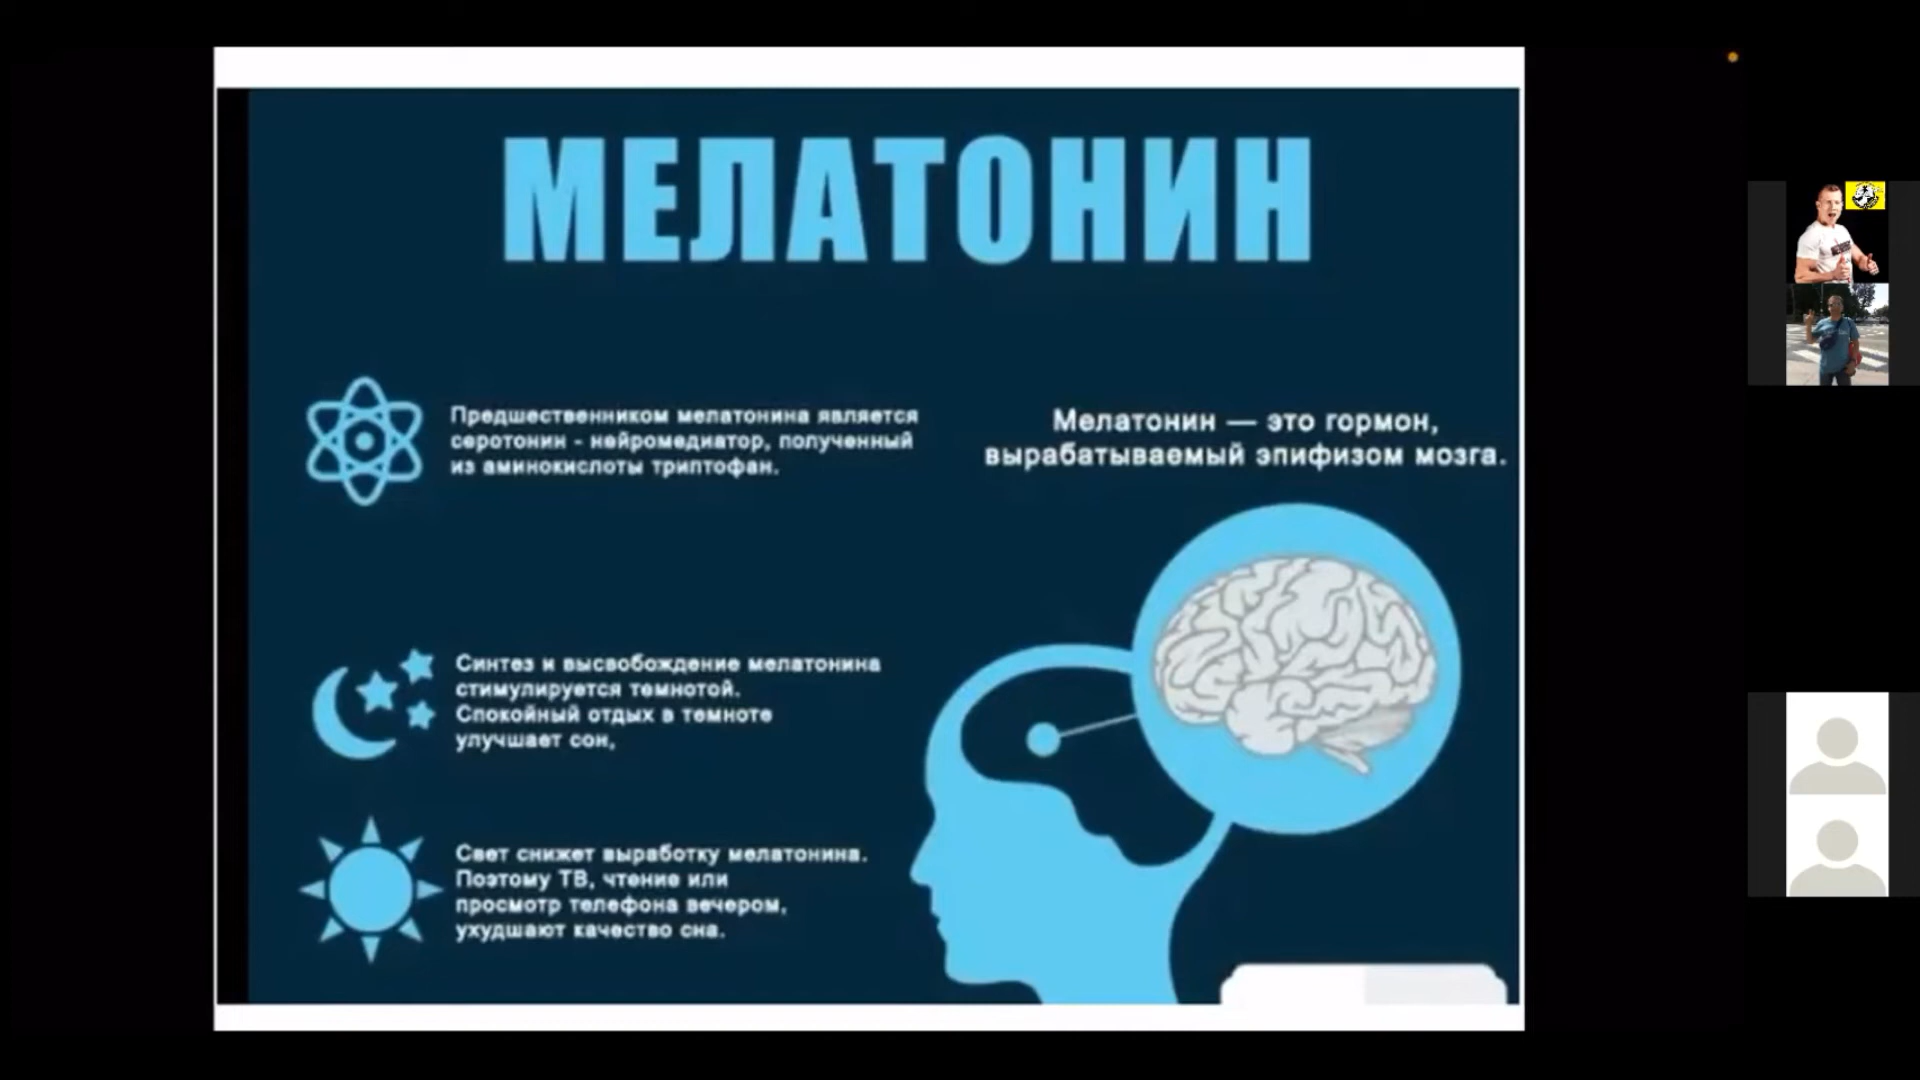 МЕЛАТОНИН
Предшественником мелатонина является
серотонин - нейромедиатор, полученный
из аминокислоты триптофан.
Мелатонин — это гормон,
вырабатываемый эпифизом мозга.
Синтез и высвобождение мелатонина
стимулируется темнотой.
Спокойный отдых в темноте
улучшает сон,
Свет снижет выработку мелатонина.
Поэтому ТВ, чтение или
просмотр телефона вечером,
ухудшают качество сна.